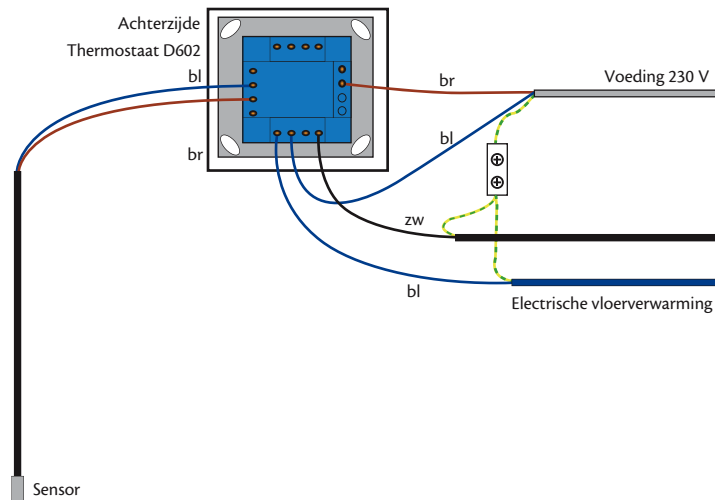 Achterzijde
Thermostaat D602
bl
br
br
bl
Voeding 230 V
zw
bl
Electrische vloerverwarming
Sensor